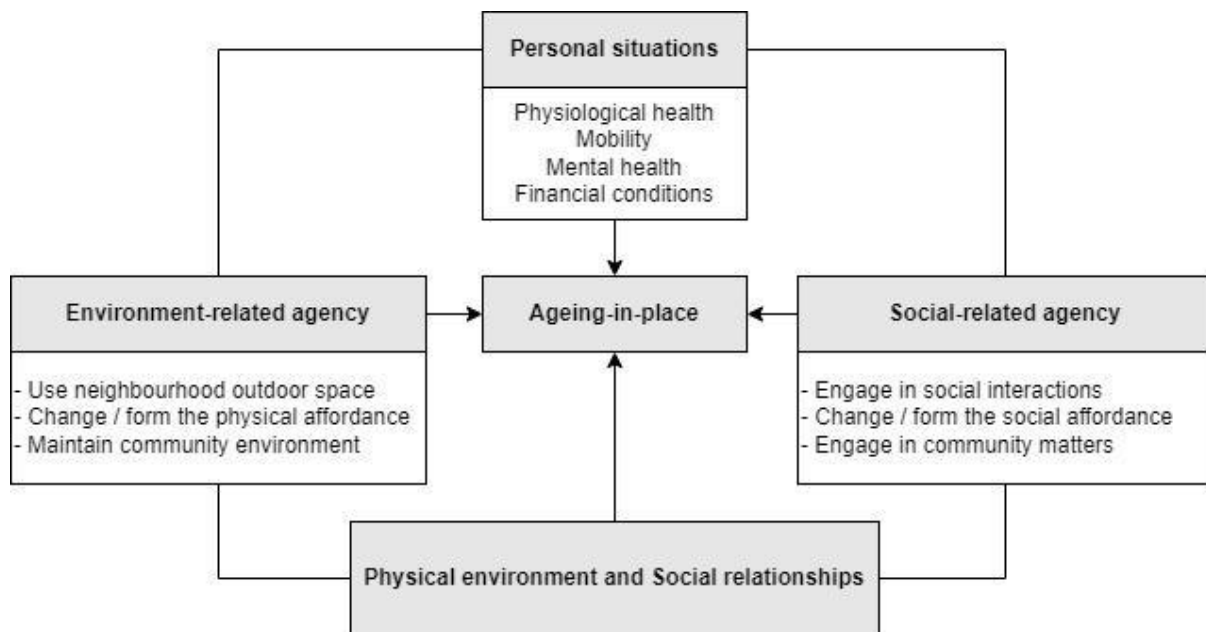 Personal situations
Physiological health
Mobility
Mental health
Financial conditions
Environment-related agency
- Use neighbourhood outdoor space
- Change / form the physical affordance
- Maintain community environment
Ageing-in-place
Social-related agency
- Engage in social interactions
- Change / form the social affordance
- Engage in community matters
Physical environment and Social relationships